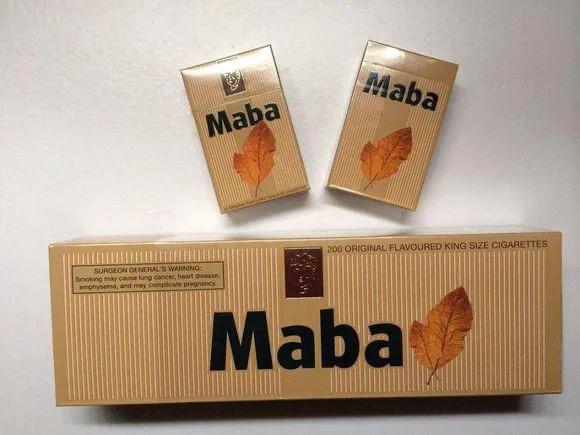 Maba
Maba
200 ORIGINAL FLAVOURED KING SIZE CIGARETTES
SURGEON GENERAL'S WARNING:
Smoking may cause lung cancer, heart disease,
emphysema, and may complicate pregnancy.
Maba